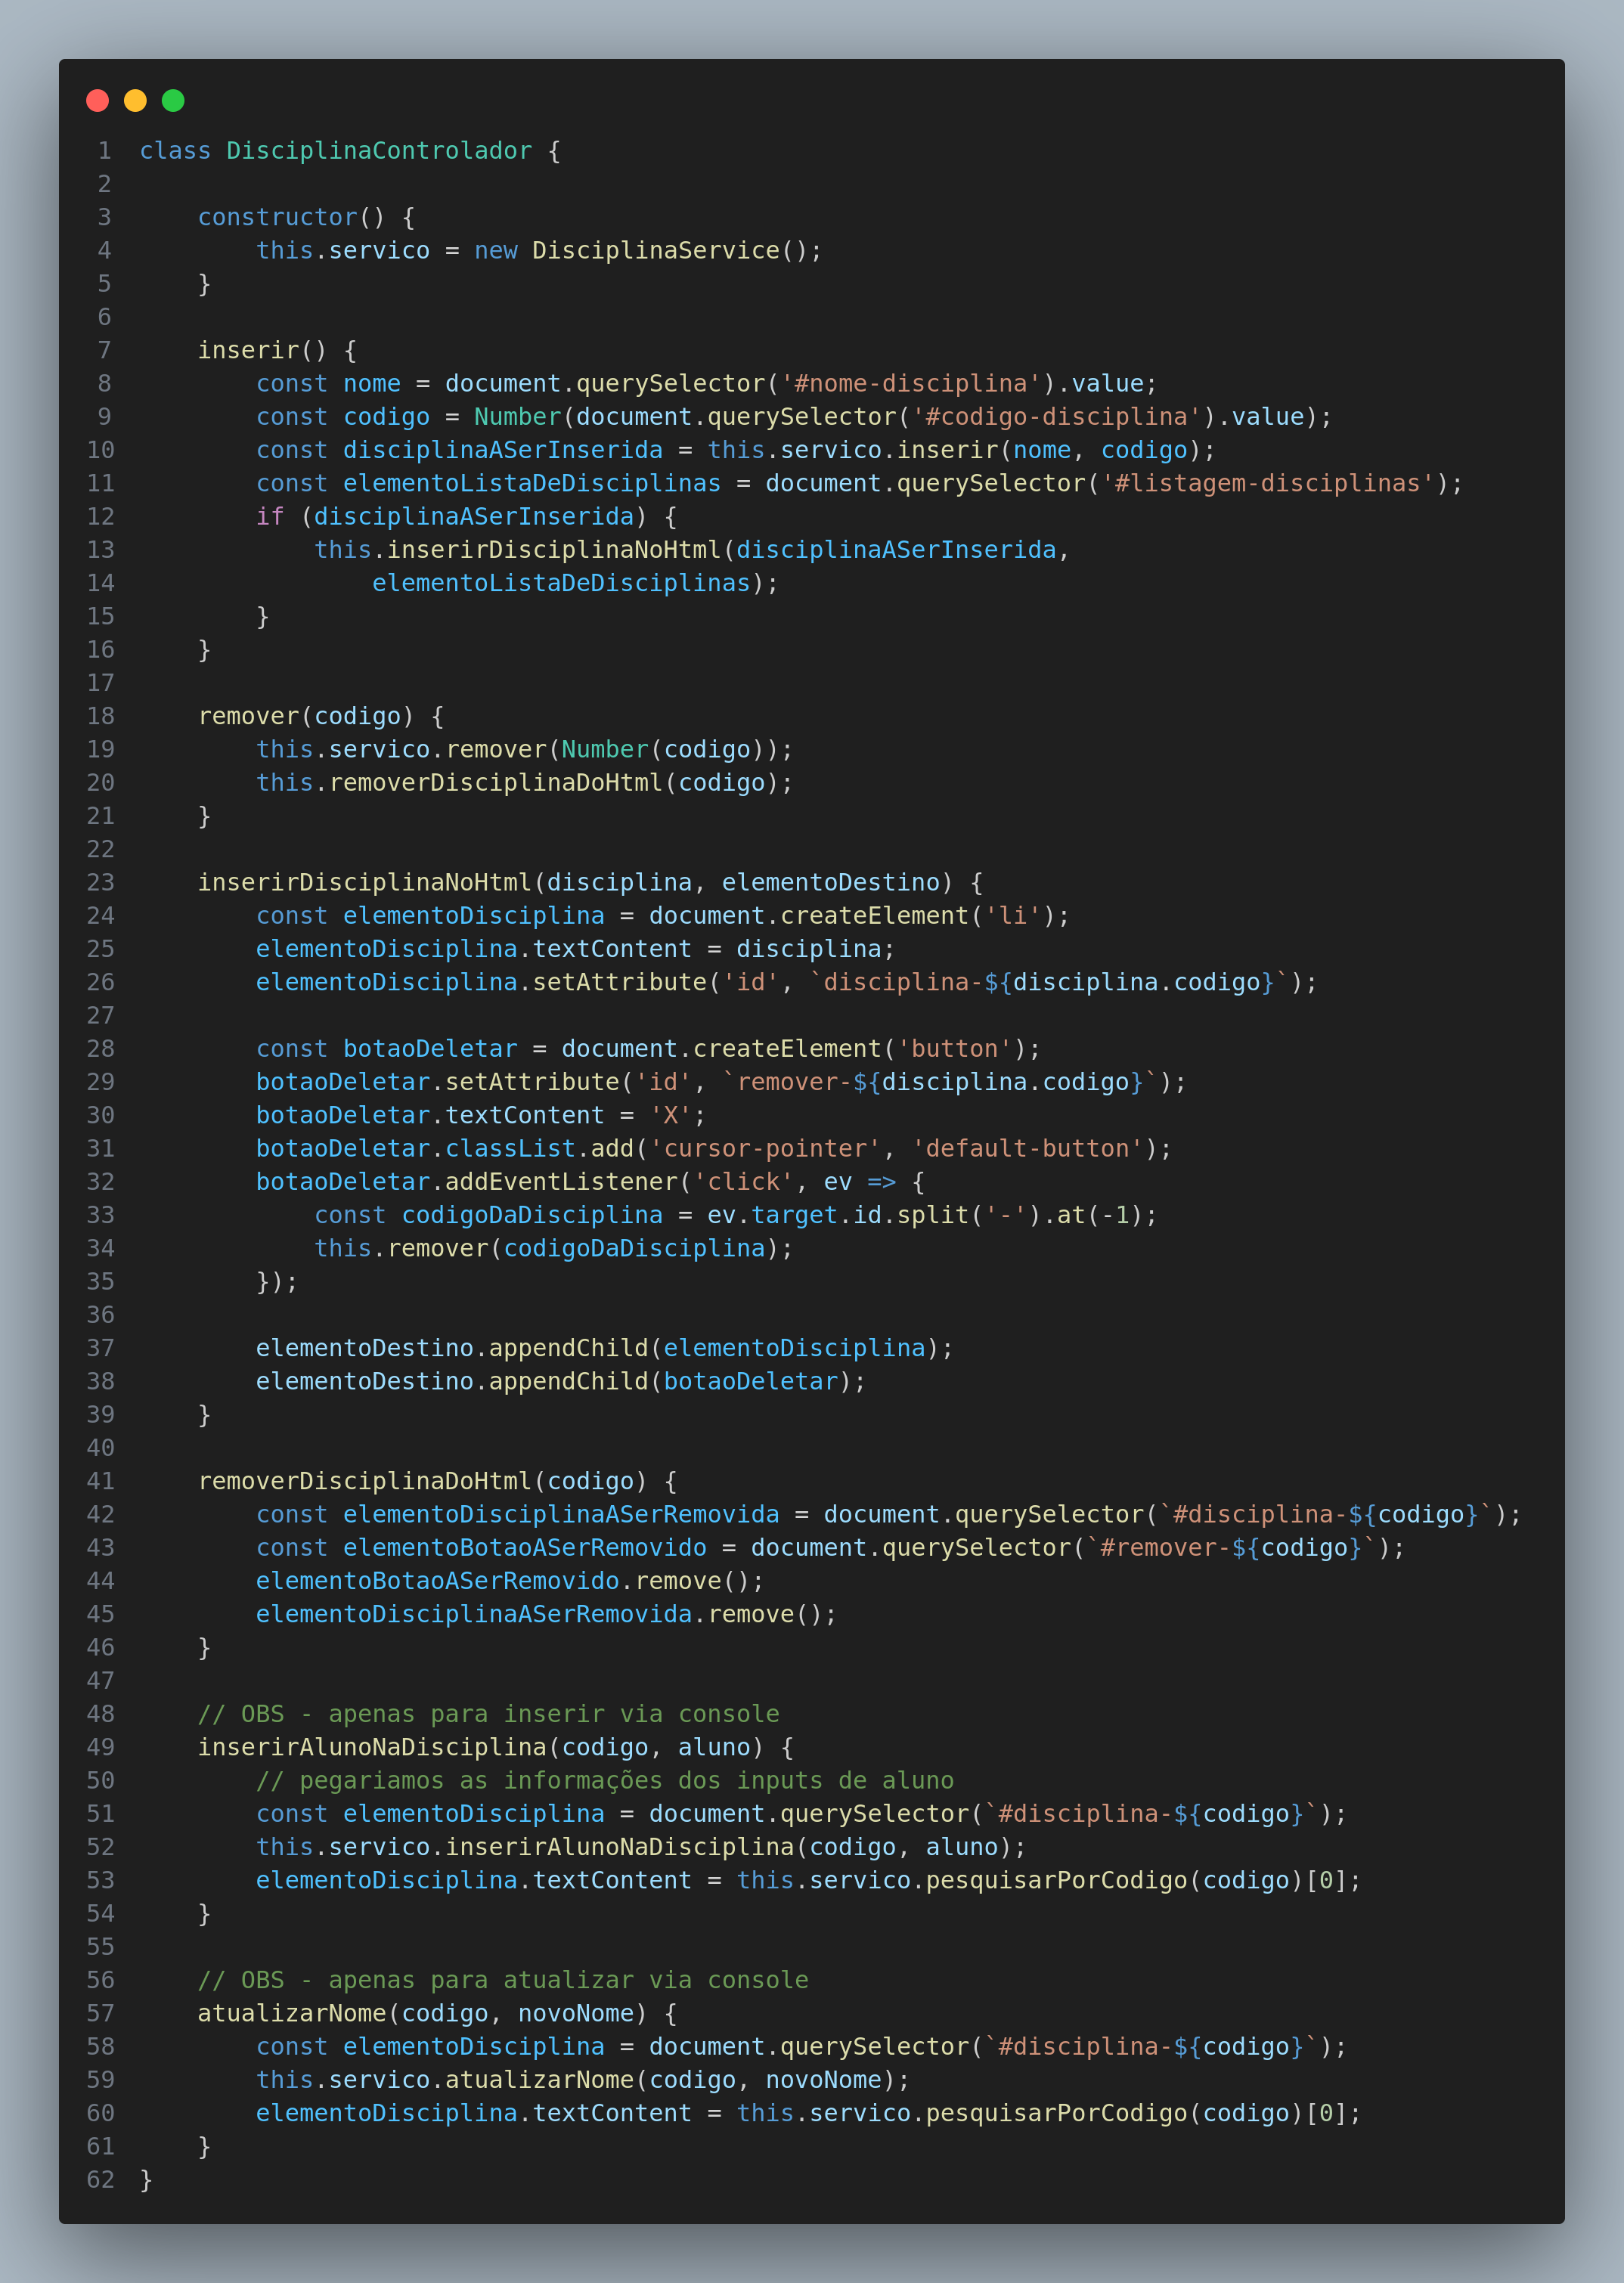 1 class DisciplinaControlador {
2
3     constructor() {
4         this.servico = new DisciplinaService();
5     }
6
7     inserir() {
8         const nome = document.querySelector('#nome-disciplina').value;
9         const codigo = Number(document.querySelector('#codigo-disciplina').value);
10         const disciplinaASerInserida = this.servico.inserir(nome, codigo);
11         const elementoListaDeDisciplinas = document.querySelector('#listagem-disciplinas');
12         if (disciplinaASerInserida) {
13             this.inserirDisciplinaNoHtml(disciplinaASerInserida,
14                 elementoListaDeDisciplinas);
15         }
16     }
17
18     remover(codigo) {
19         this.servico.remover(Number(codigo));
20         this.removerDisciplinaDoHtml(codigo);
21     }
22
23     inserirDisciplinaNoHtml(disciplina, elementoDestino) {
24         const elementoDisciplina = document.createElement('li');
25         elementoDisciplina.textContent = disciplina;
26         elementoDisciplina.setAttribute('id', `disciplina-${disciplina.codigo}`);
27
28         const botaoDeletar = document.createElement('button');
29         botaoDeletar.setAttribute('id', `remover-${disciplina.codigo}`);
30         botaoDeletar.textContent = 'X';
31         botaoDeletar.classList.add('cursor-pointer', 'default-button');
32         botaoDeletar.addEventListener('click', ev => {
33             const codigoDaDisciplina = ev.target.id.split('-').at(-1);
34             this.remover(codigoDaDisciplina);
35         });
36
37         elementoDestino.appendChild(elementoDisciplina);
38         elementoDestino.appendChild(botaoDeletar);
39     }
40
41     removerDisciplinaDoHtml(codigo) {
42         const elementoDisciplinaASerRemovida = document.querySelector(`#disciplina-${codigo}`);
43         const elementoBotaoASerRemovido = document.querySelector(`#remover-${codigo}`);
44         elementoBotaoASerRemovido.remove();
45         elementoDisciplinaASerRemovida.remove();
46     }
47
48     // OBS - apenas para inserir via console
49     inserirAlunoNaDisciplina(codigo, aluno) {
50         // pegariamos as informações dos inputs de aluno
51         const elementoDisciplina = document.querySelector(`#disciplina-${codigo}`);
52         this.servico.inserirAlunoNaDisciplina(codigo, aluno);
53         elementoDisciplina.textContent = this.servico.pesquisarPorCodigo(codigo)[0];
54     }
55
56     // OBS - apenas para atualizar via console
57     atualizarNome(codigo, novoNome) {
58         const elementoDisciplina = document.querySelector(`#disciplina-${codigo}`);
59         this.servico.atualizarNome(codigo, novoNome);
60         elementoDisciplina.textContent = this.servico.pesquisarPorCodigo(codigo)[0];
61     }
62 }